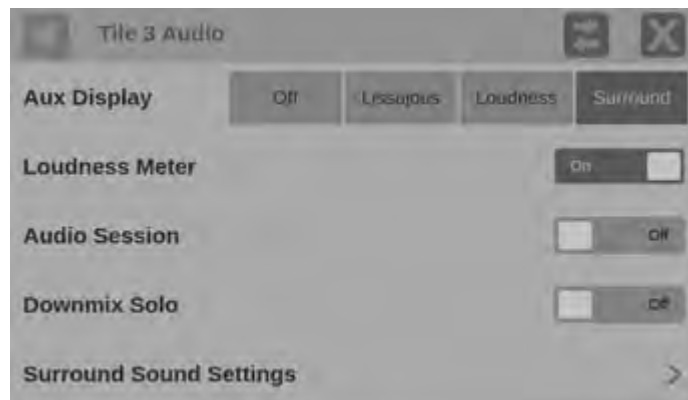 Tile 3 Audio
Aux Display Off Lissajous Loudness Surround
Loudness Meter On
Audio Session Off
Downmix Solo Off
Surround Sound Settings